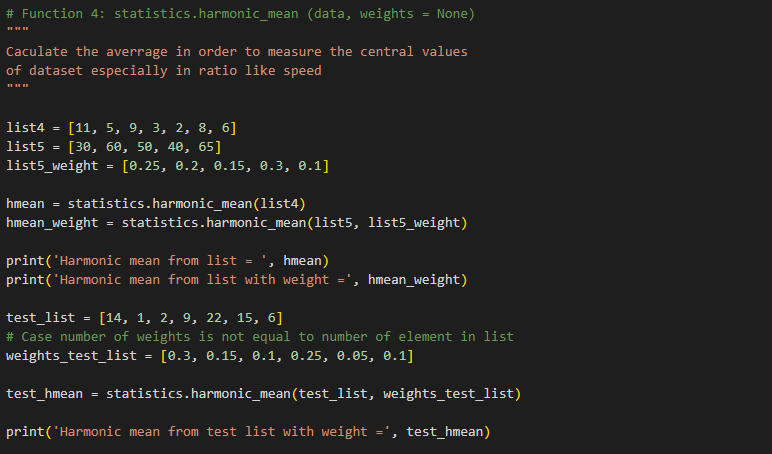 # Function 4: statistics.harmonic_mean (data, weights = None)
"""
Caculate the averrage in order to measure the central values
of dataset especially in ratio like speed
"""
list4 = [11, 5, 9, 3, 2, 8, 6]
list5 = [30, 60, 50, 40, 65]
list5_weight = [0.25, 0.2, 0.15, 0.3, 0.1]
hmean = statistics.harmonic_mean(list4)
hmean_weight = statistics.harmonic_mean(list5, list5_weight)
print('Harmonic mean from list = ', hmean)
print('Harmonic mean from list with weight =', hmean_weight)
test_list = [14, 1, 2, 9, 22, 15, 6]
# Case number of weights is not equal to number of element in list
weights_test_list = [0.3, 0.15, 0.1, 0.25, 0.05, 0.1]
test_hmean = statistics.harmonic_mean(test_list, weights_test_list)
print('Harmonic mean from test list with weight =', test_hmean)